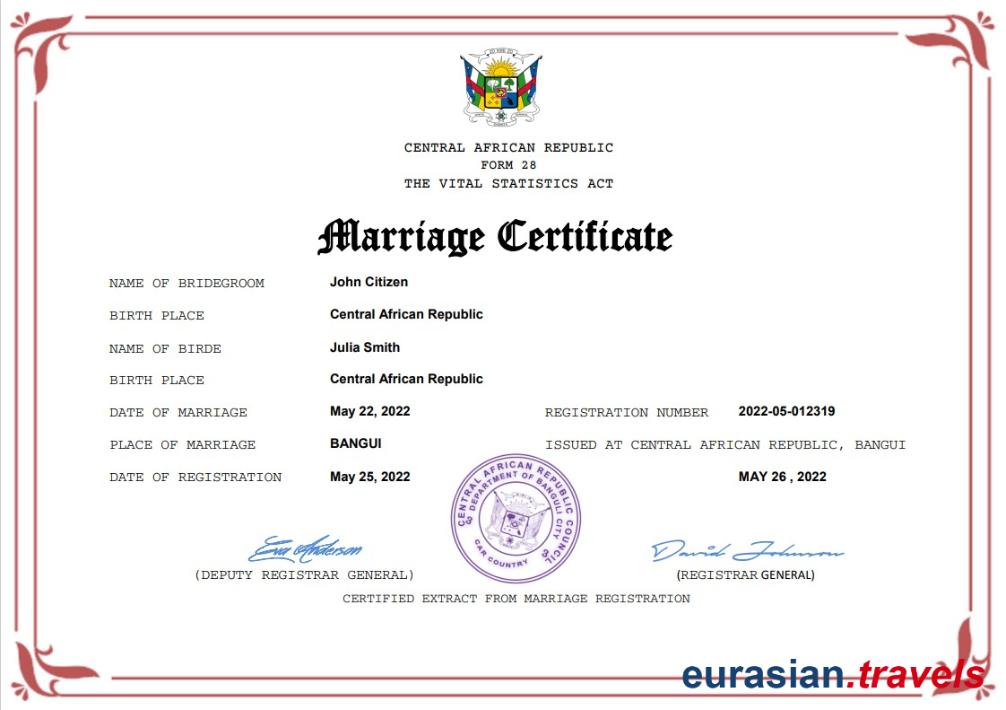 CENTRAL AFRICAN REPUBLIC
FORM 28
THE VITAL STATISTICS ACT
Marriage Certificate
NAME OF BRIDEGROOM John Citizen
BIRTH PLACE Central African Republic
NAME OF BIRDE Julia Smith
BIRTH PLACE Central African Republic
DATE OF MARRIAGE May 22, 2022 REGISTRATION NUMBER 2022-05-012319
PLACE OF MARRIAGE BANGUI ISSUED AT CENTRAL AFRICAN REPUBLIC, BANGUI
DATE OF REGISTRATION May 25, 2022 MAY 26 , 2022
CENTRAL AFRICAN REPUBLIC COUNCIL
DEPARTMENT OF BANGULI CITY
CAR COUNTRY
Eva Anderson David Johnson
(DEPUTY REGISTRAR GENERAL) (REGISTRAR GENERAL)
CERTIFIED EXTRACT FROM MARRIAGE REGISTRATION
eurasian.travels